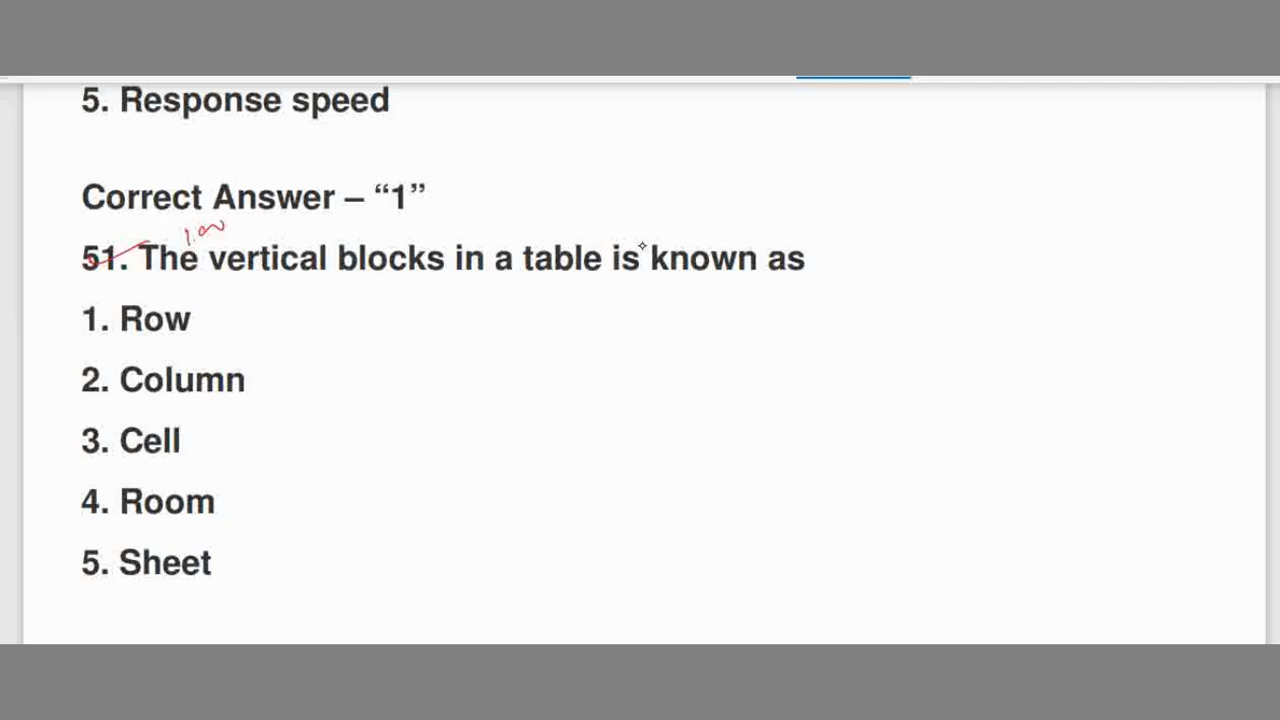 5. Response speed
Correct Answer – “1”
51. The vertical blocks in a table is known as
1. Row
2. Column
3. Cell
4. Room
5. Sheet